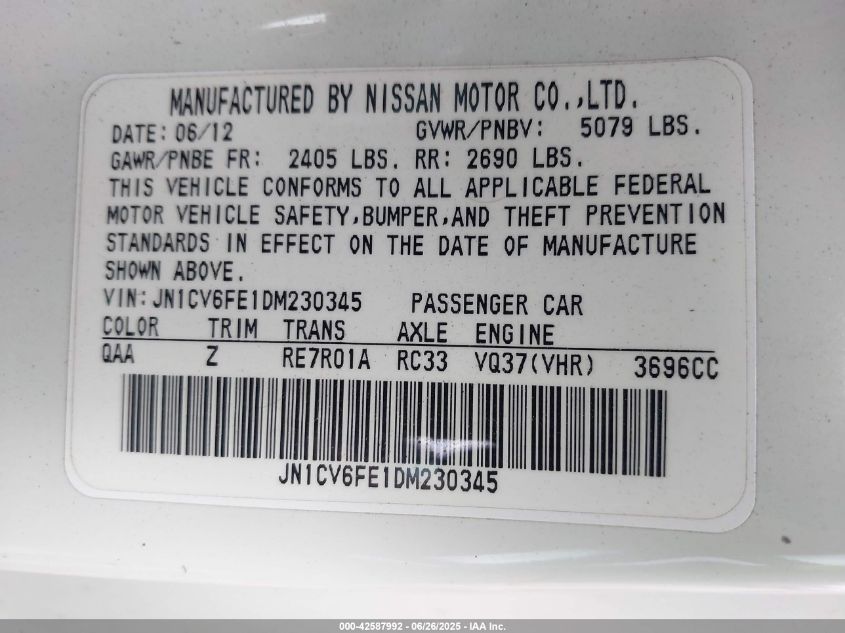 MANUFACTURED BY NISSAN MOTOR CO.,LTD.
DATE: 06/12 GVWR/PNBV: 5079 LBS.
GAWR/PNBE FR: 2405 LBS. RR: 2690 LBS.
THIS VEHICLE CONFORMS TO ALL APPLICABLE FEDERAL
MOTOR VEHICLE SAFETY,BUMPER,AND THEFT PREVENTION
STANDARDS IN EFFECT ON THE DATE OF MANUFACTURE
SHOWN ABOVE.
VIN:JN1CV6FE1DM230345 PASSENGER CAR
COLOR TRIM TRANS AXLE ENGINE
QAA Z RE7R01A RC33 VQ37(VHR) 3696CC
JN1CV6FE1DM230345
000-42587992 - 06/26/2025 - IAA Inc.